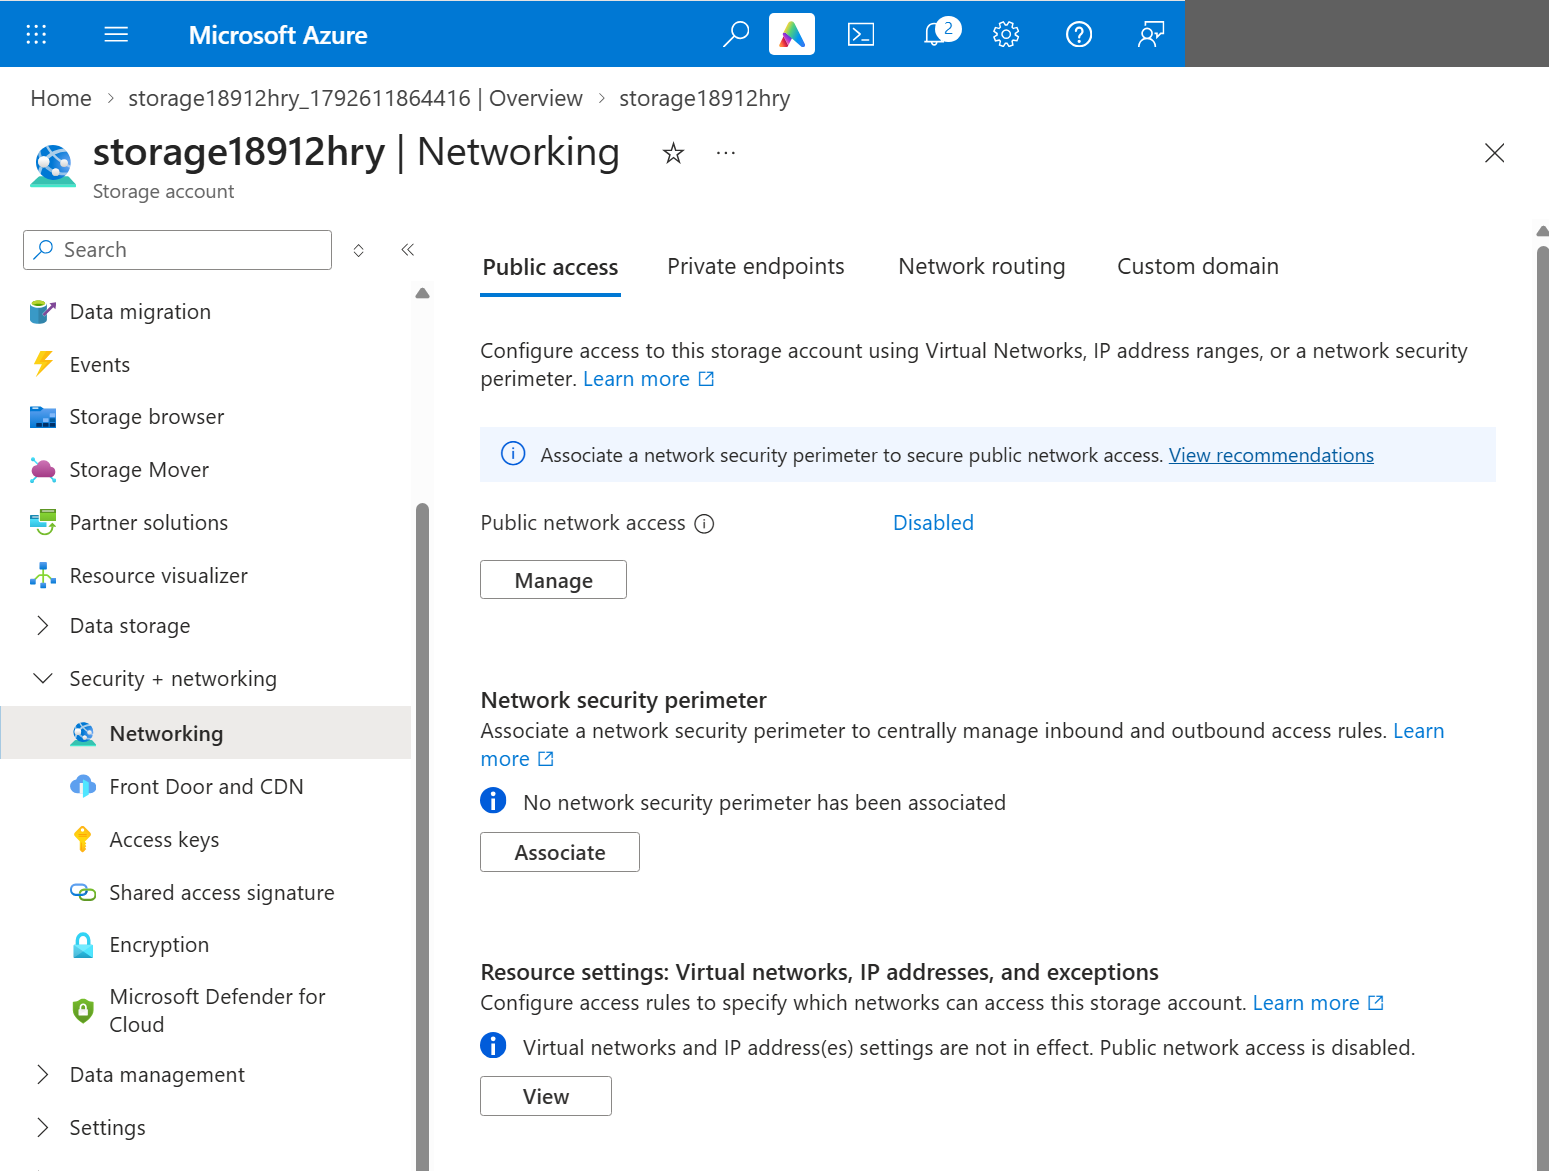 Microsoft Azure
2
Home > storage18912hry_1792611864416 | Overview > storage18912hry
storage18912hry | Networking
Storage account
Search
Data migration
Events
Storage browser
Storage Mover
Partner solutions
Resource visualizer
Data storage
Security + networking
Networking
Front Door and CDN
Access keys
Shared access signature
Encryption
Microsoft Defender for
Cloud
Data management
Settings
Public access Private endpoints Network routing Custom domain
Configure access to this storage account using Virtual Networks, IP address ranges, or a network security
perimeter. Learn more
Associate a network security perimeter to secure public network access. View recommendations
Public network access Disabled
Manage
Network security perimeter
Associate a network security perimeter to centrally manage inbound and outbound access rules. Learn
more
No network security perimeter has been associated
Associate
Resource settings: Virtual networks, IP addresses, and exceptions
Configure access rules to specify which networks can access this storage account. Learn more
Virtual networks and IP address(es) settings are not in effect. Public network access is disabled.
View